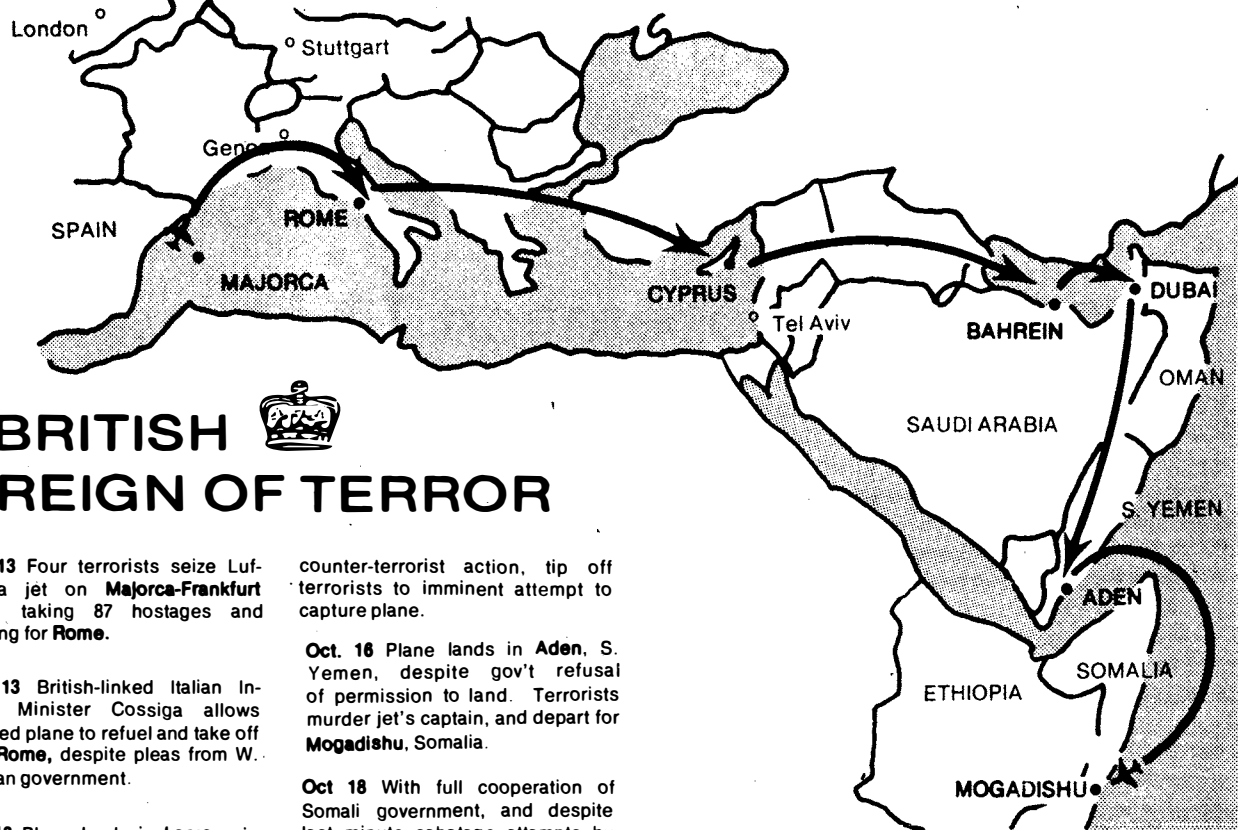 London
Stuttgart
Genoa
SPAIN
ROME
MAJORCA
CYPRUS
Tel Aviv
BAHREIN
DUBAI
OMAN
SAUDI ARABIA
S. YEMEN
ADEN
SOMALIA
ETHIOPIA
MOGADISHU
BRITISH
REIGN OF TERROR
13 Four terrorists seize Luf-
a jet on Majorca-Frankfurt
taking 87 hostages and
ng for Rome.
13 British-linked Italian In-
Minister Cossiga allows
ed plane to refuel and take off
Rome, despite pleas from W.
an government.
counter-terrorist action, tip off
terrorists to imminent attempt to
capture plane.
Oct. 16 Plane lands in Aden, S.
Yemen, despite gov't refusal
of permission to land. Terrorists
murder jet's captain, and depart for
Mogadishu, Somalia.
Oct 18 With full cooperation of
Somali government, and despite